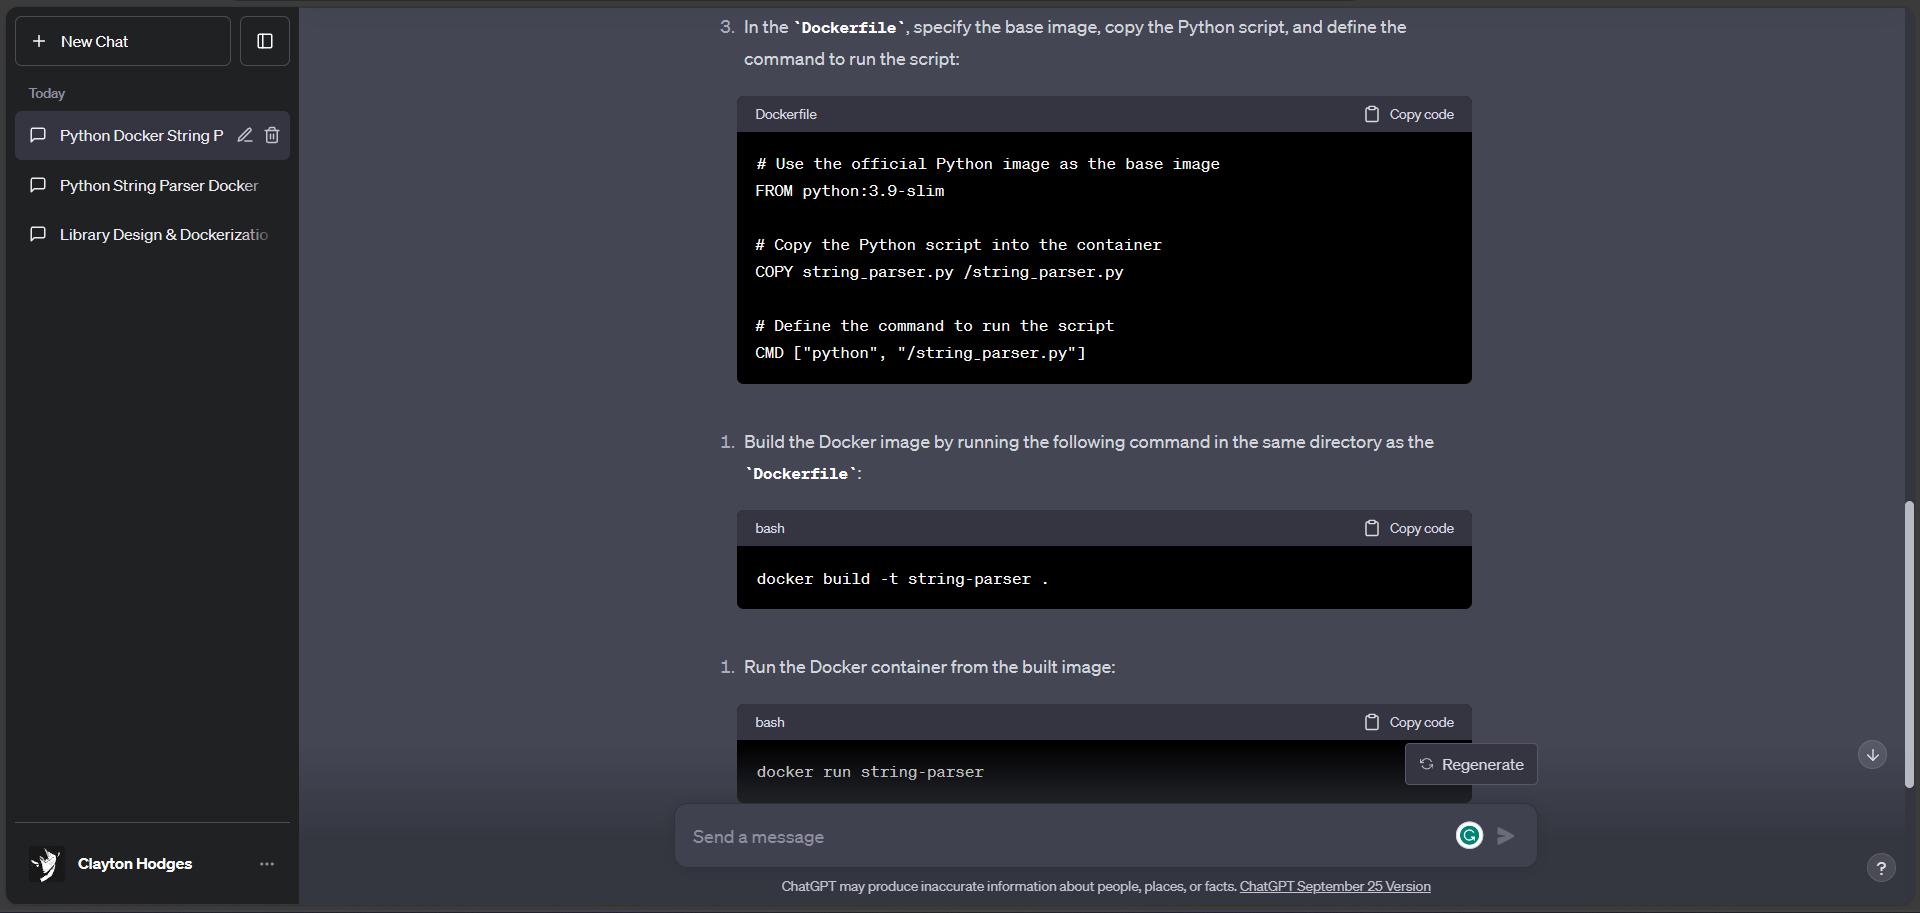 New Chat
Today
Python Docker String P
Python String Parser Docker
Library Design & Dockerizatio
Clayton Hodges
3. In the `Dockerfile`, specify the base image, copy the Python script, and define the
command to run the script:
Dockerfile
Copy code
# Use the official Python image as the base image
FROM python:3.9-slim
# Copy the Python script into the container
COPY string_parser.py /string_parser.py
# Define the command to run the script
CMD ["python", "/string_parser.py"]
1. Build the Docker image by running the following command in the same directory as the
`Dockerfile`:
bash
Copy code
docker build -t string-parser .
1. Run the Docker container from the built image:
bash
Copy code
docker run string-parser
Regenerate
Send a message
ChatGPT may produce inaccurate information about people, places, or facts. ChatGPT September 25 Version
?